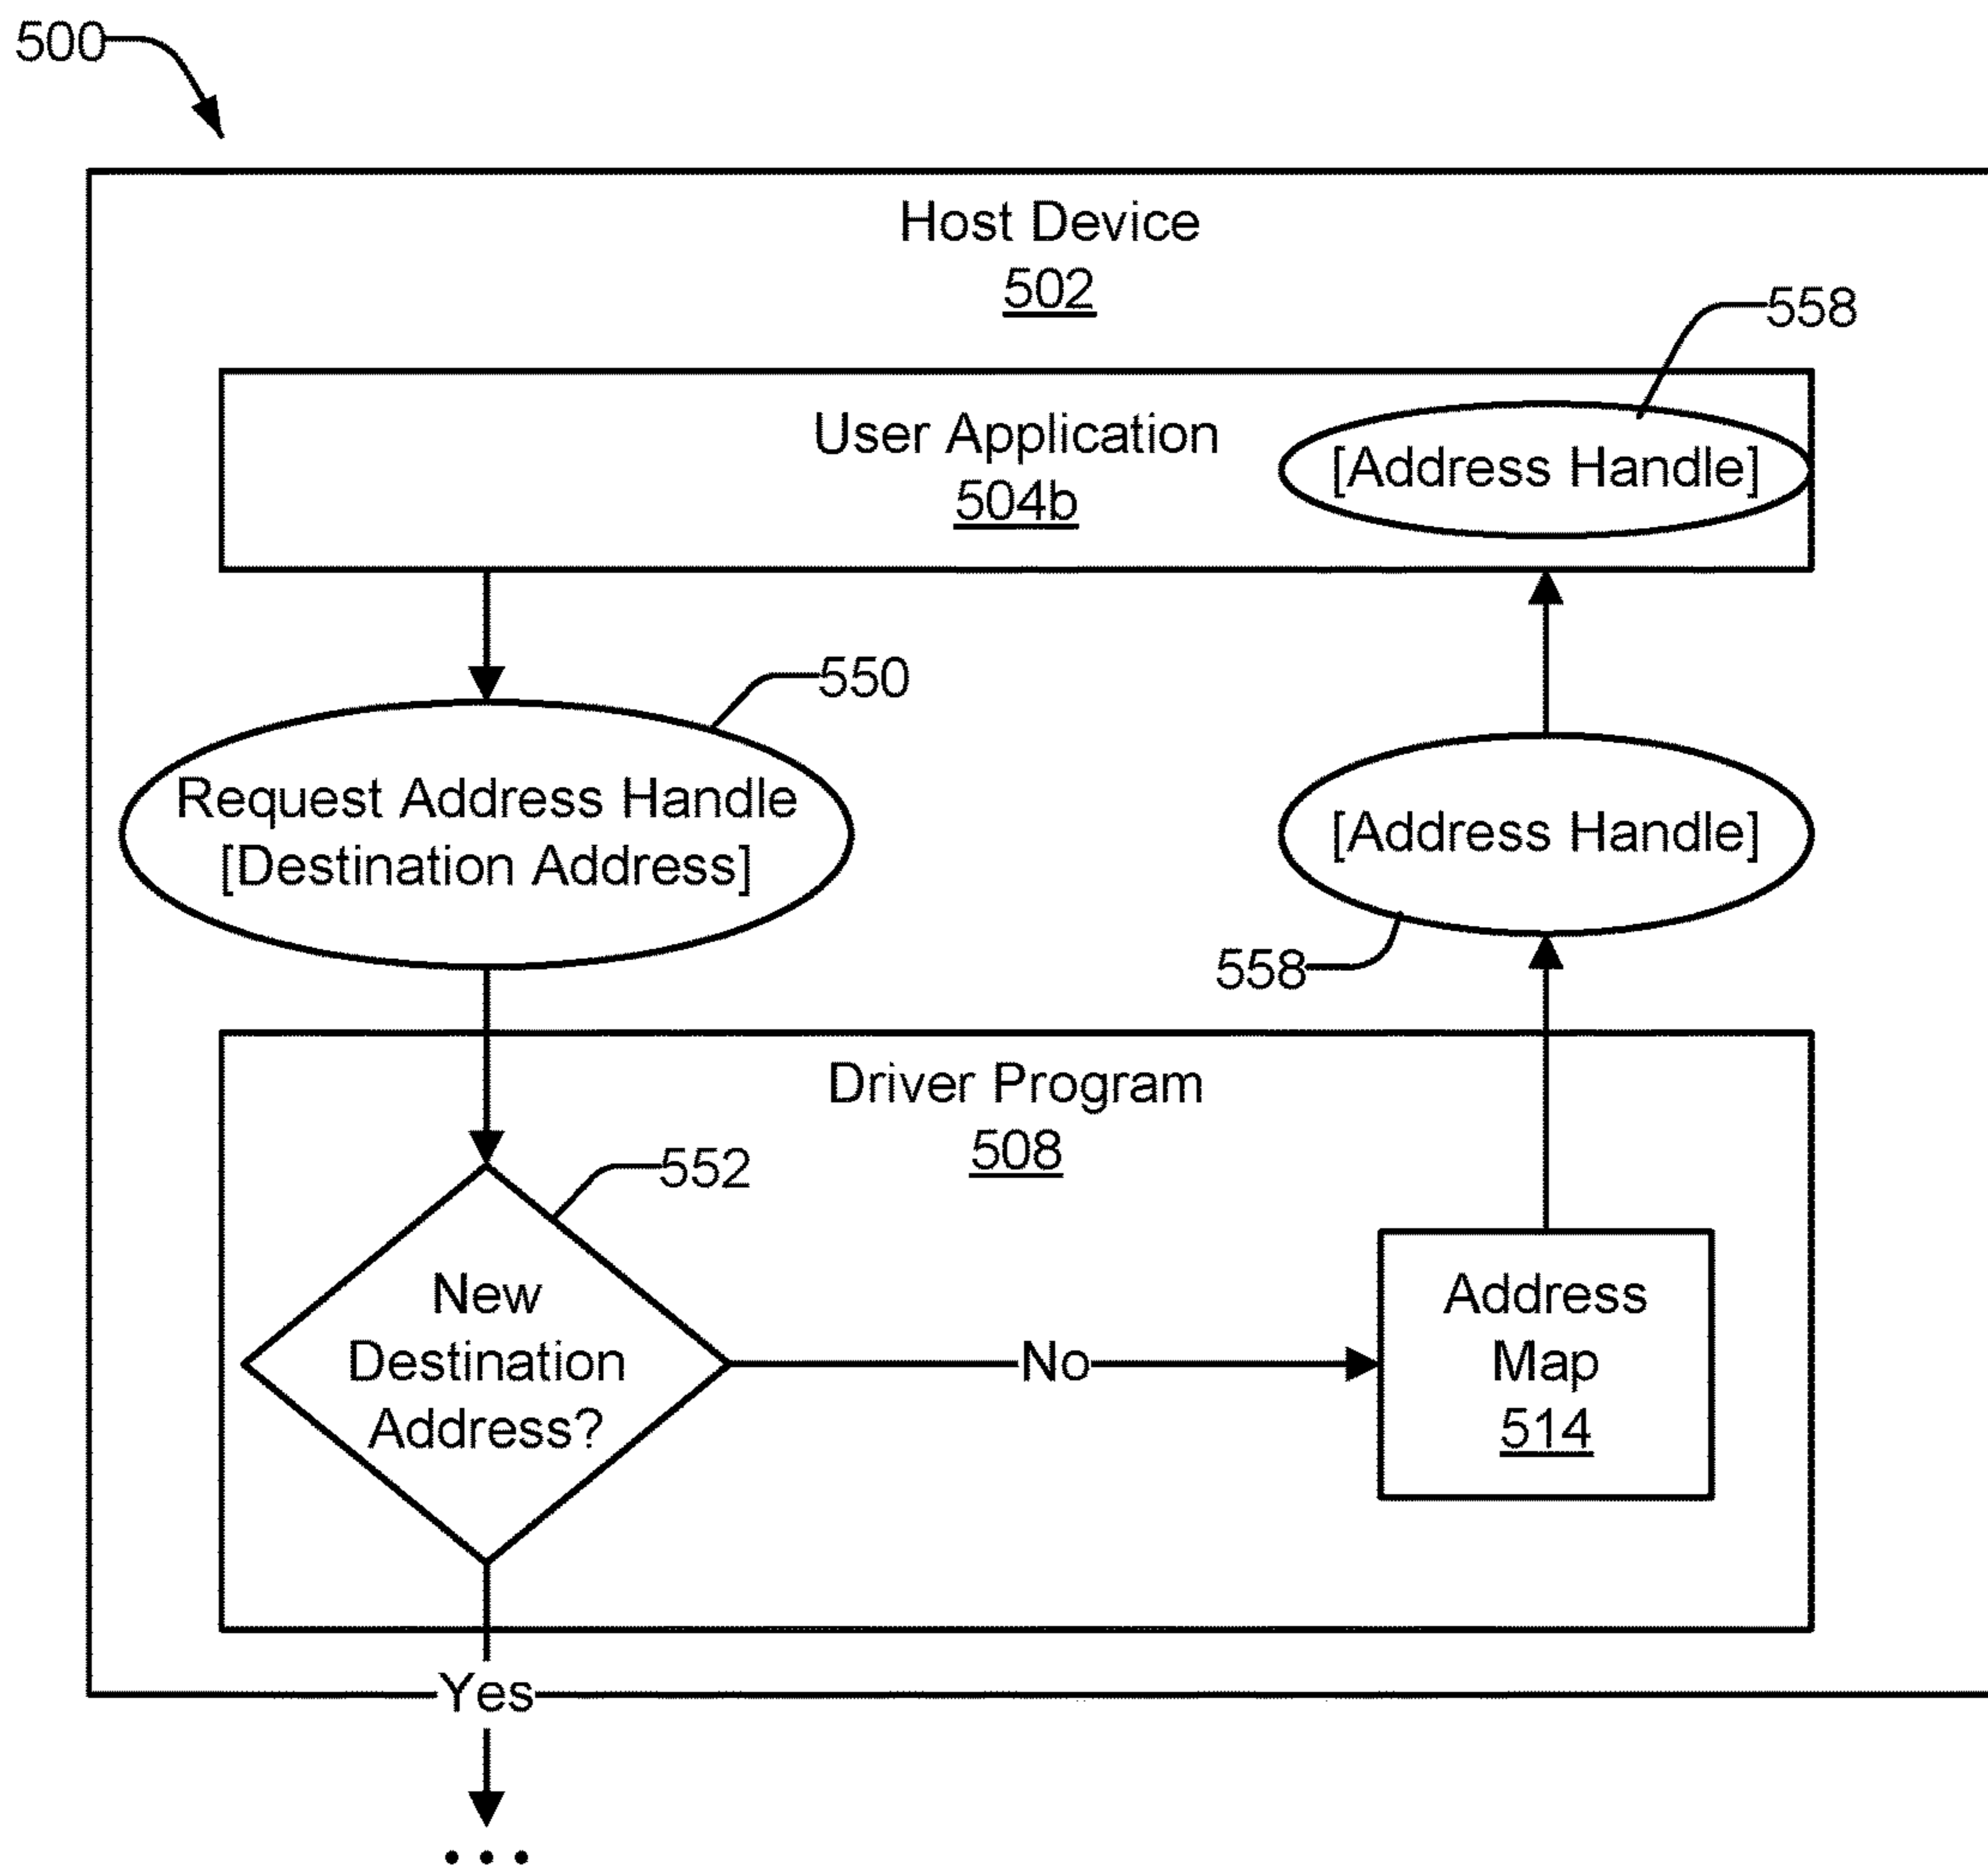 500
Host Device
502
558
User Application
504b
[Address Handle]
550
Request Address Handle
[Destination Address]
[Address Handle]
558
Driver Program
508
552
New
Destination
Address?
No
Address
Map
514
Yes
...